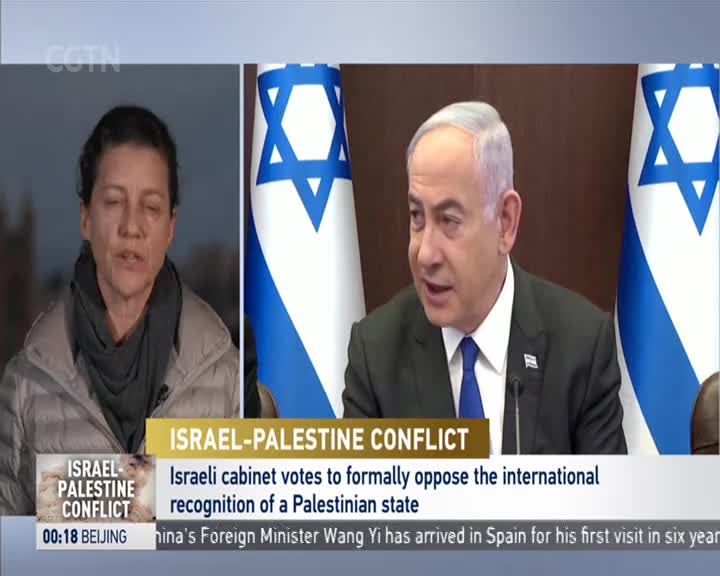 CGTN
ISRAEL-PALESTINE CONFLICT
Israeli cabinet votes to formally oppose the international
recognition of a Palestinian state
ISRAEL-
PALESTINE
CONFLICT
00:18 BEIJING
hina's Foreign Minister Wang Yi has arrived in Spain for his first visit in six year